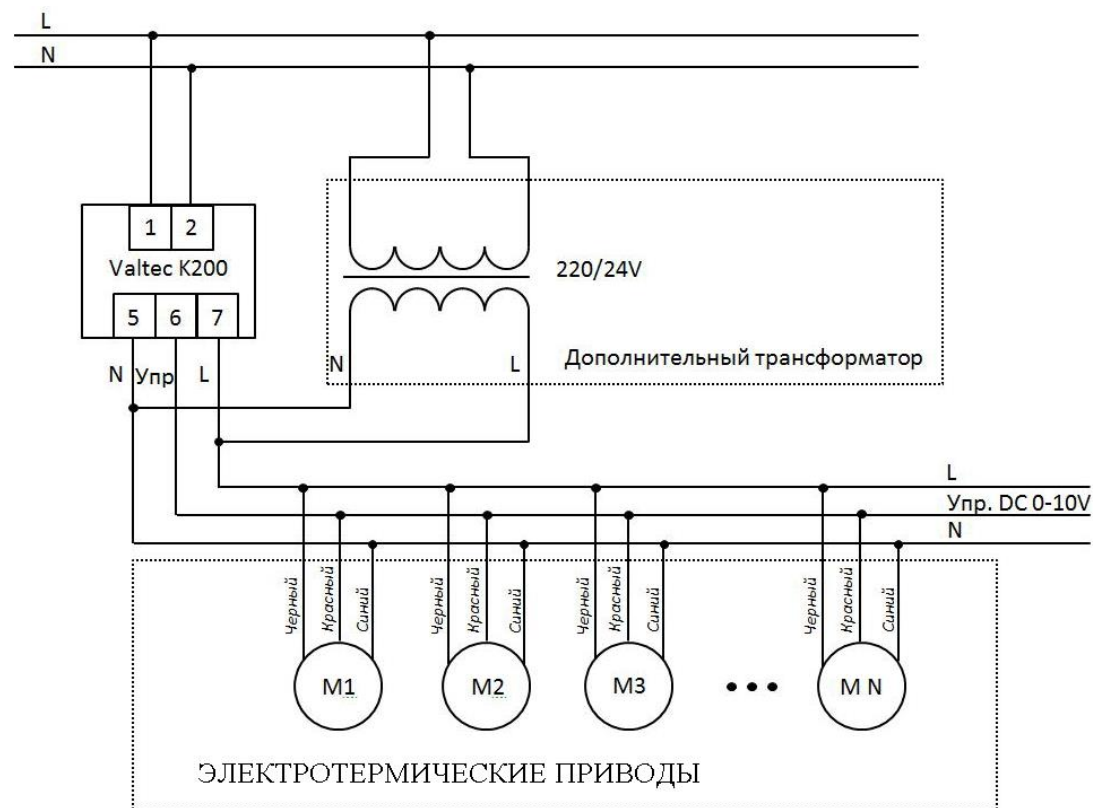 L
N
1 2
Valtec K200
5 6 7
220/24V
N Упр L
N L
Дополнительный трансформатор
L
Упр. DC 0-10V
N
Черный Красный Синий
Черный Красный Синий
Черный Красный Синий
Черный Красный Синий
M1 M2 M3 M N
ЭЛЕКТРОТЕРМИЧЕСКИЕ ПРИВОДЫ